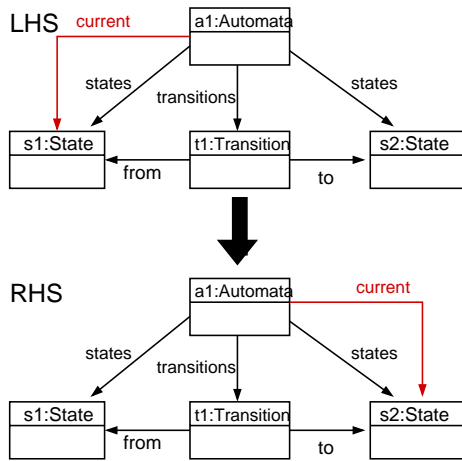 LHS
current
a1:Automata
states
transitions
states
s1:State
t1:Transition
s2:State
from
to
RHS
a1:Automata
current
states
transitions
states
s1:State
t1:Transition
s2:State
from
to